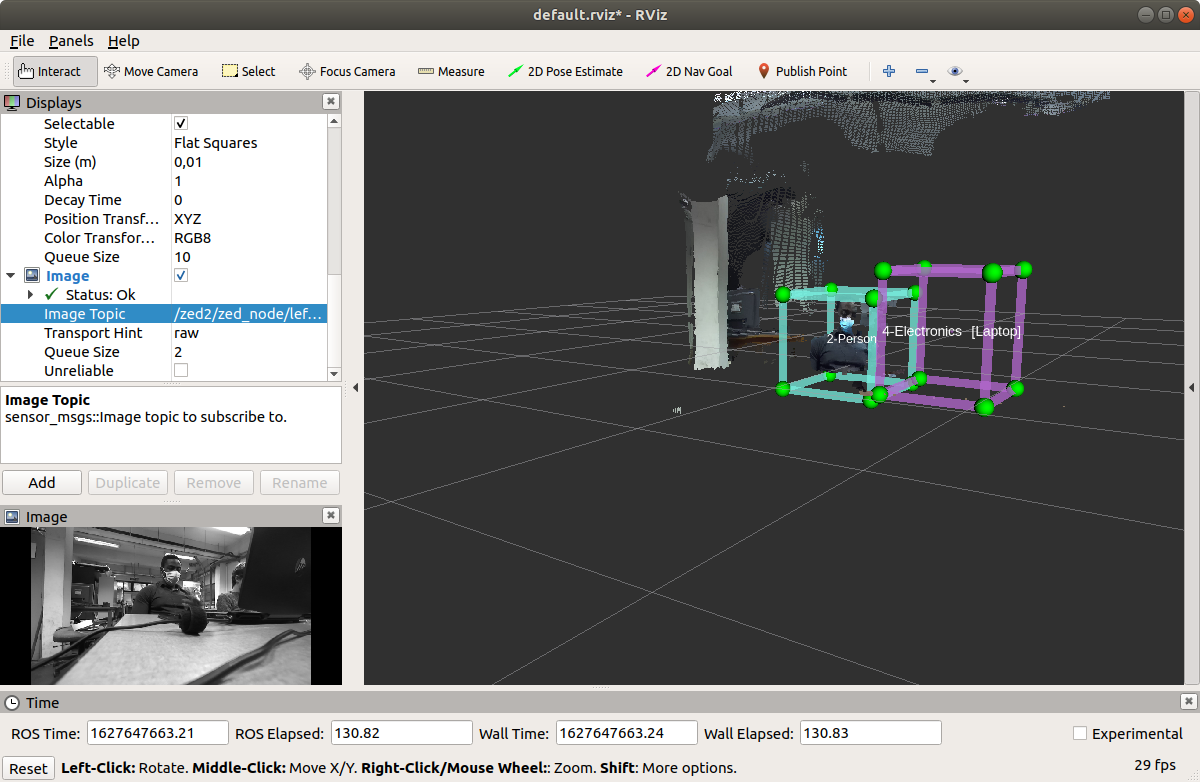 default.rviz* - RViz
File Panels Help
Interact Move Camera Select Focus Camera Measure 2D Pose Estimate 2D Nav Goal Publish Point
Displays
Selectable
Style Flat Squares
Size (m) 0,01
Alpha 1
Decay Time 0
Position Transf... XYZ
Color Transfor... RGB8
Queue Size 10
Image
Status: Ok
Image Topic /zed2/zed_node/lef...
Transport Hint raw
Queue Size 2
Unreliable
Image Topic
sensor_msgs::Image topic to subscribe to.
Add Duplicate Remove Rename
Image
2-Person
4-Electronics [Laptop]
Time
ROS Time: 1627647663.21 ROS Elapsed: 130.82 Wall Time: 1627647663.24 Wall Elapsed: 130.83 Experimental
Reset Left-Click: Rotate. Middle-Click: Move X/Y. Right-Click/Mouse Wheel:: Zoom. Shift: More options. 29 fps